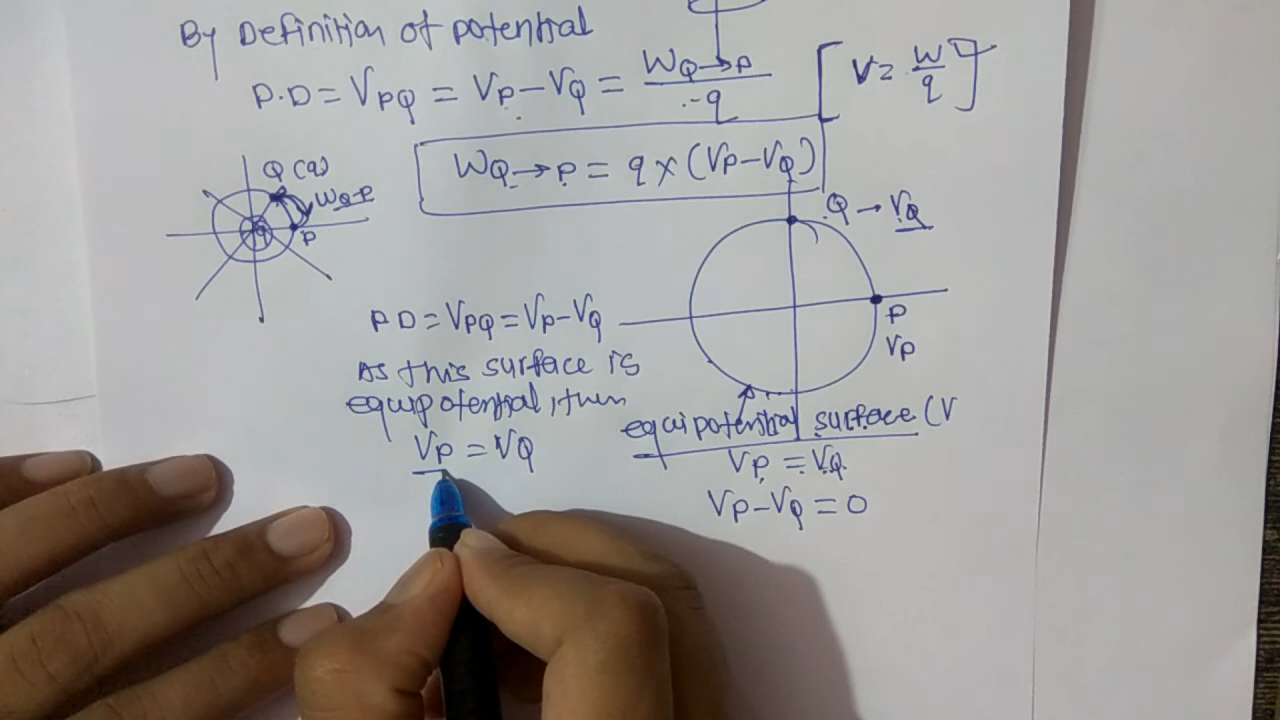 By Definition of potential
P.D = VPQ = VP - VQ = WQ→P / q [V = W/q]
WQ→P = q × (VP - VQ)
Q (q)
WQ-P
P
Q → VQ
P
VP
PD = VPQ = VP - VQ
As this surface is
equipotential, then
VP = VQ
equipotential surface (V
VP = VQ
VP - VQ = 0